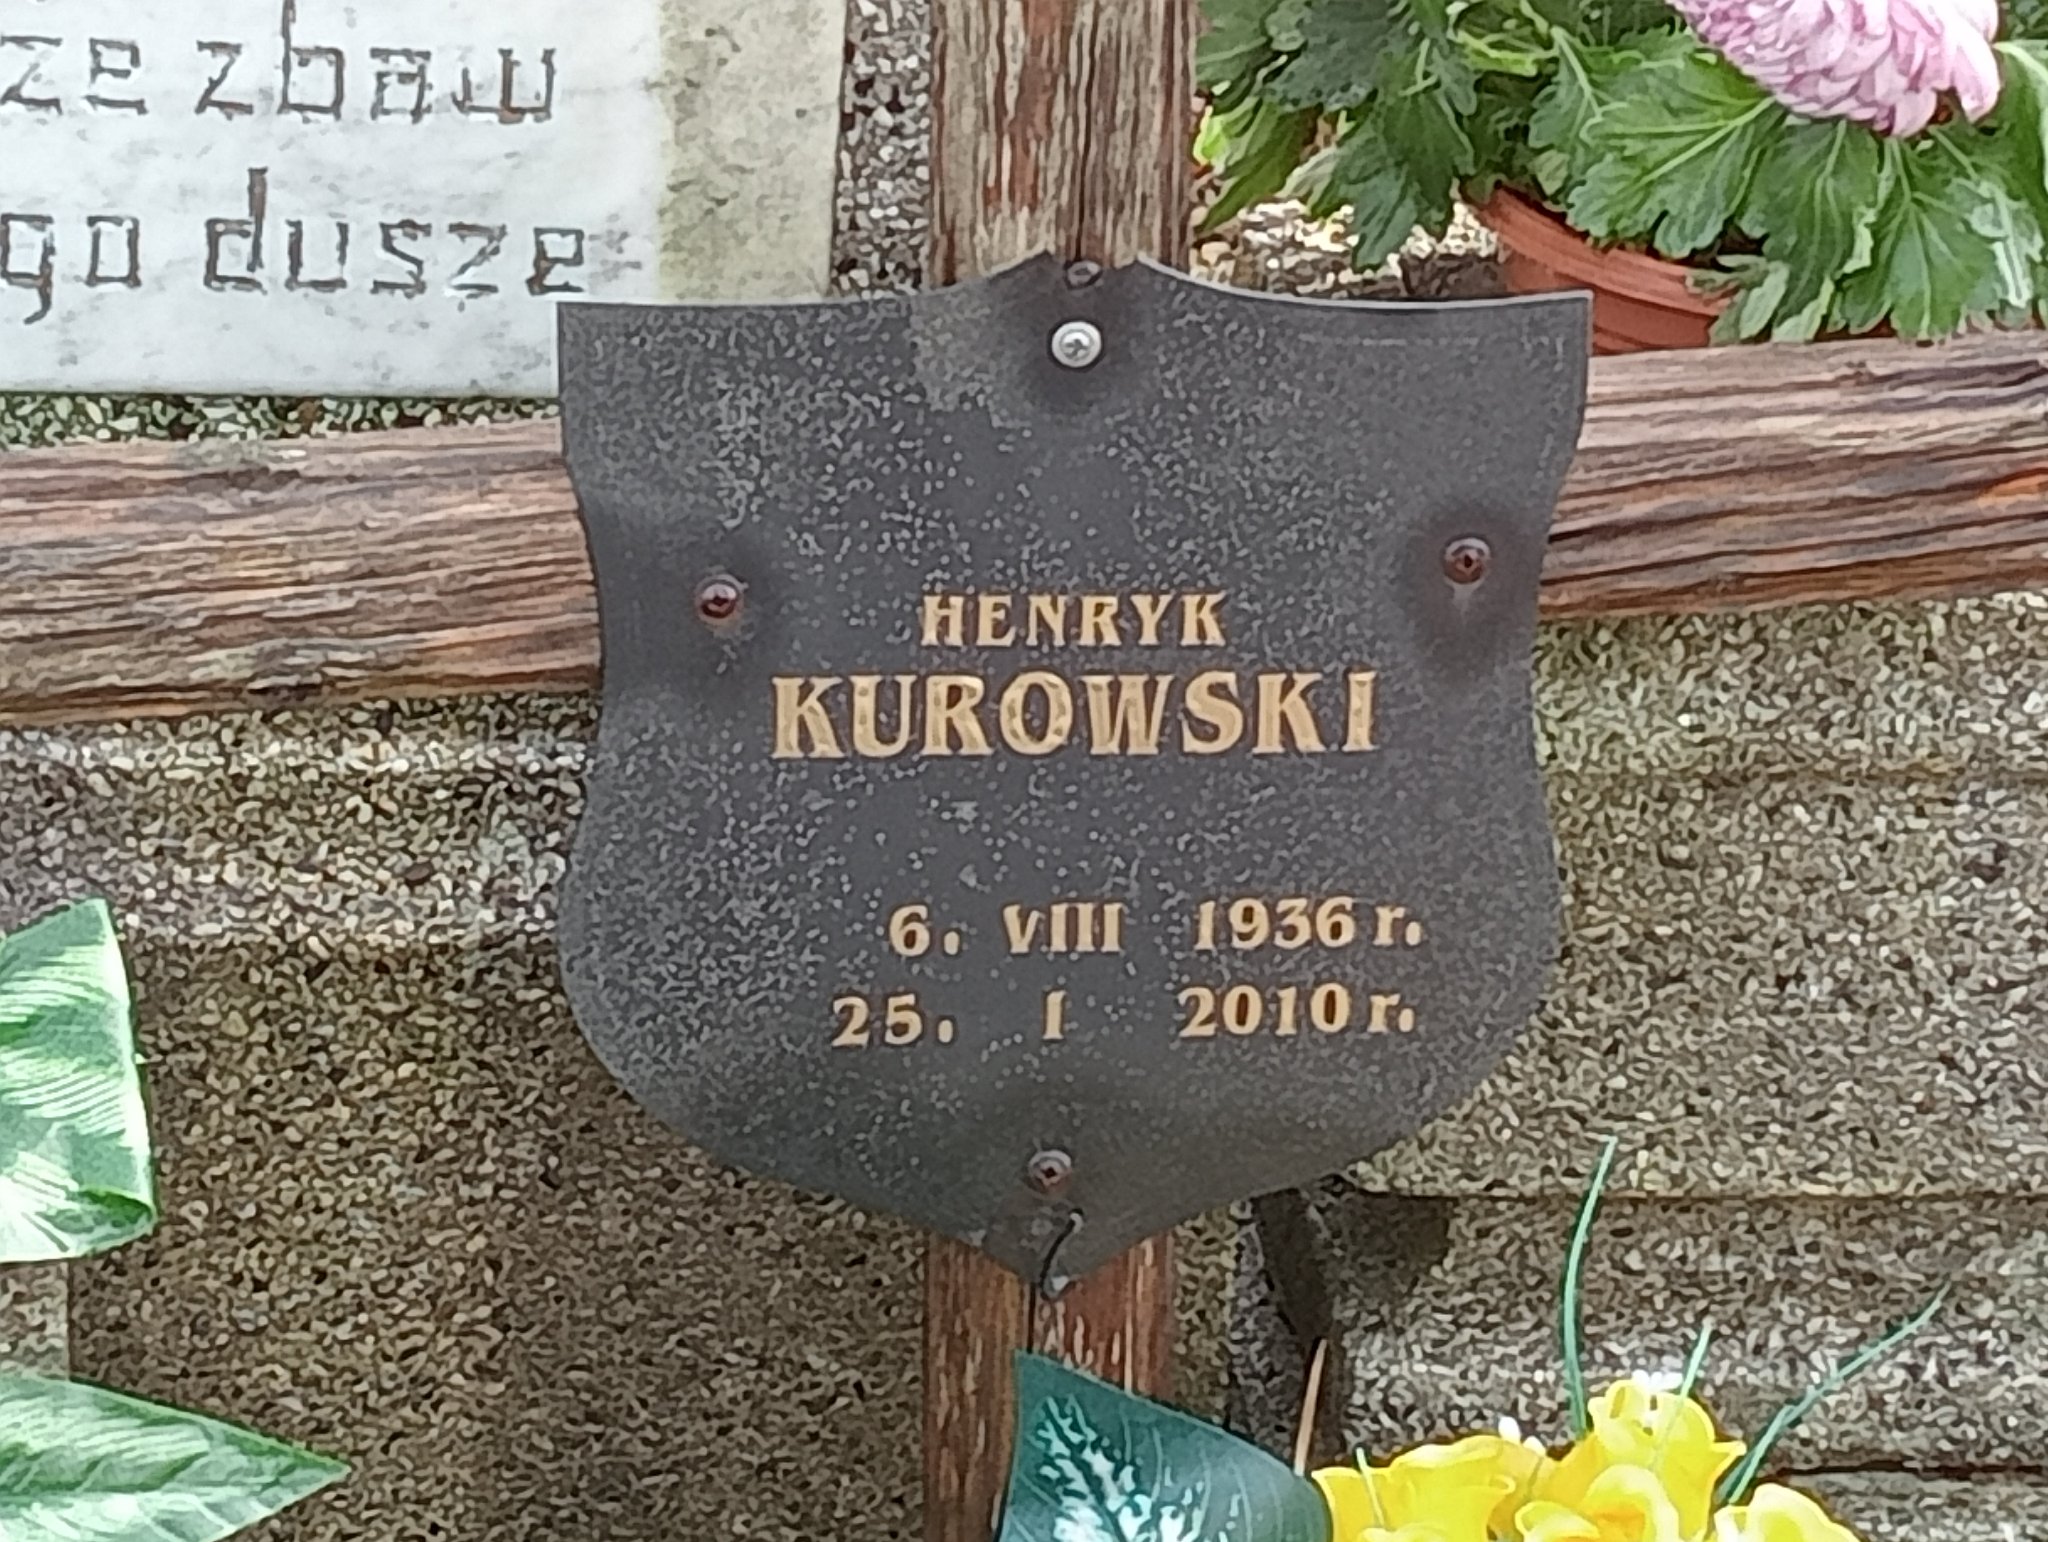 ze zbaw
go dusze
HENRYK
KUROWSKI
6. VIII 1936 r.
25. I 2010 r.